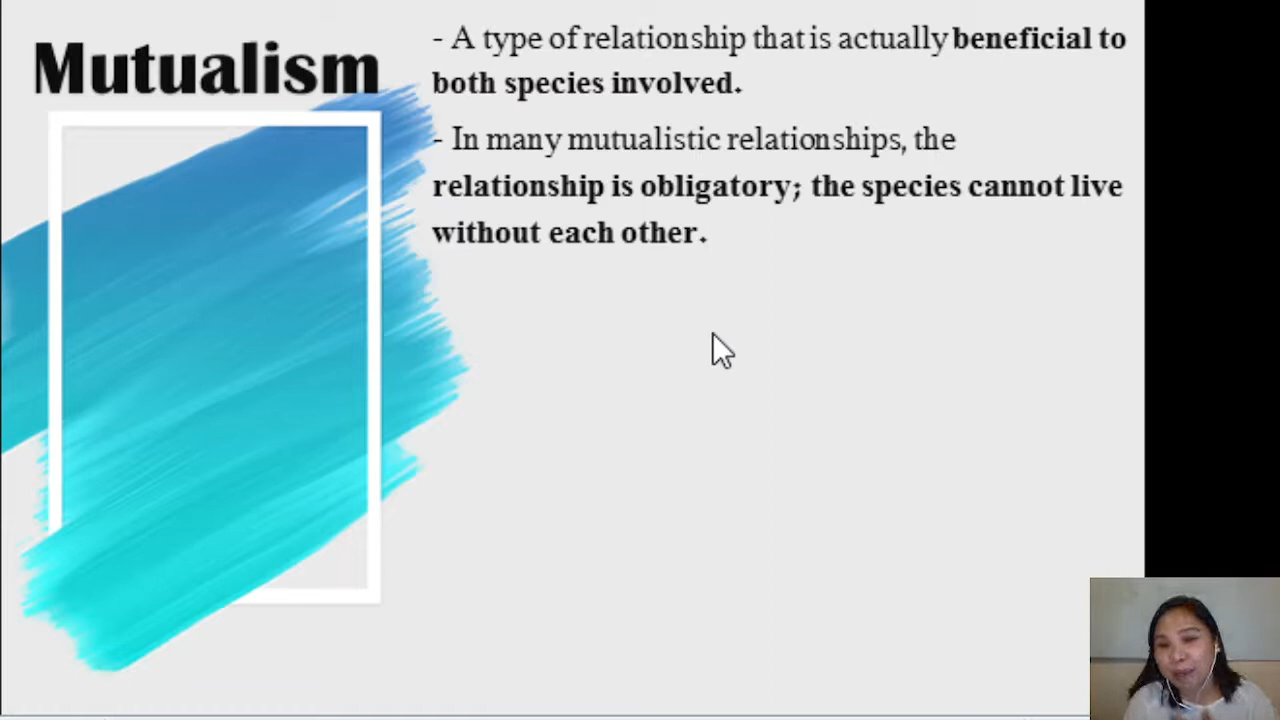 Mutualism
- A type of relationship that is actually beneficial to
both species involved.
- In many mutualistic relationships, the
relationship is obligatory; the species cannot live
without each other.